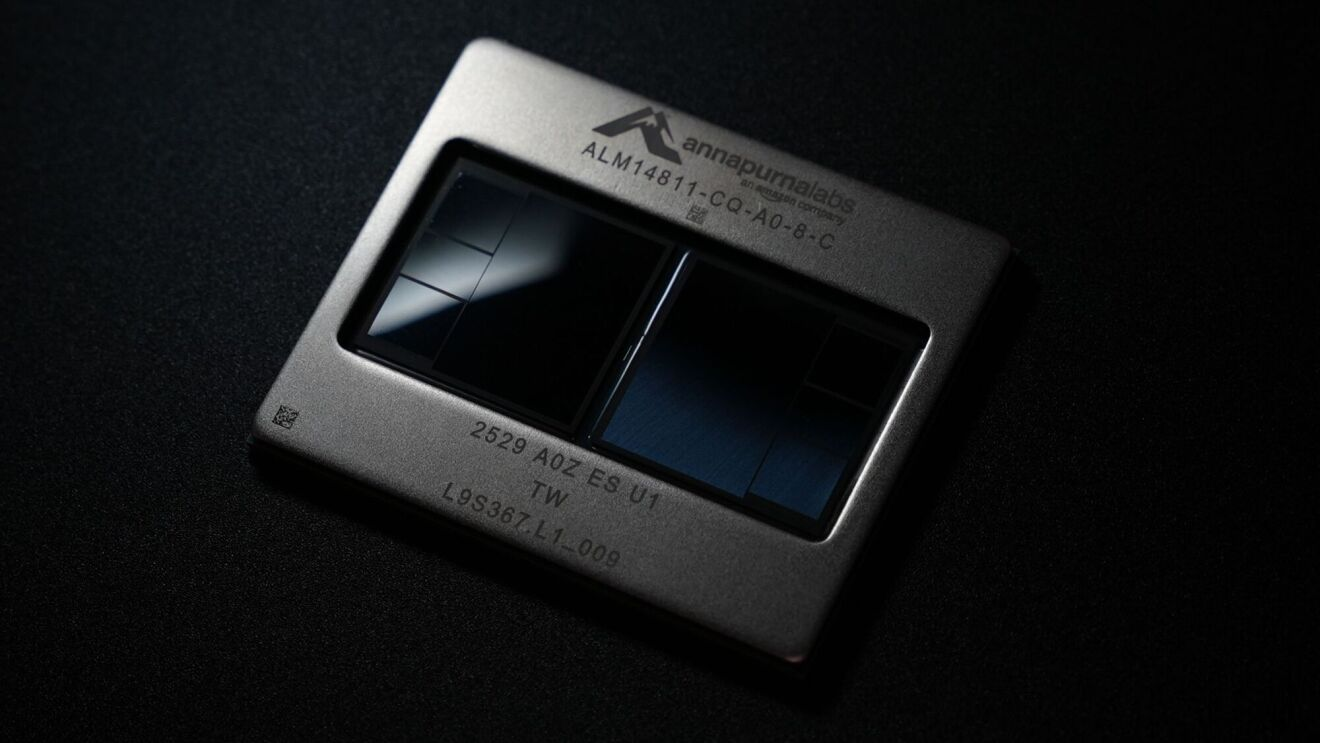 annapurnalabs
an amazon company
ALM14811-CQ-A0-8-C
2529 A0Z ES U1
TW
L9S367.L1_009